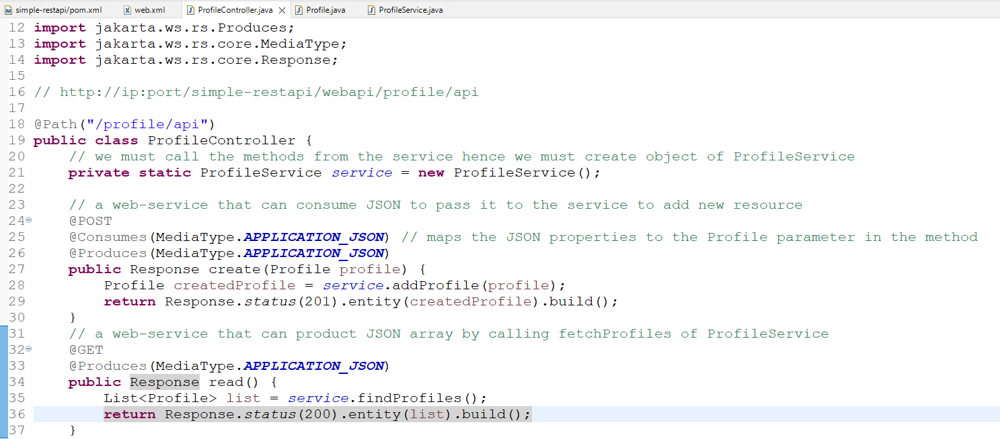 simple-restapi/pom.xml web.xml ProfileController.java Profile.java ProfileService.java
12 import jakarta.ws.rs.Produces;
13 import jakarta.ws.rs.core.MediaType;
14 import jakarta.ws.rs.core.Response;
15
16 // http://ip:port/simple-restapi/webapi/profile/api
17
18 @Path("/profile/api")
19 public class ProfileController {
20     // we must call the methods from the service hence we must create object of ProfileService
21     private static ProfileService service = new ProfileService();
22
23     // a web-service that can consume JSON to pass it to the service to add new resource
24     @POST
25     @Consumes(MediaType.APPLICATION_JSON) // maps the JSON properties to the Profile parameter in the method
26     @Produces(MediaType.APPLICATION_JSON)
27     public Response create(Profile profile) {
28         Profile createdProfile = service.addProfile(profile);
29         return Response.status(201).entity(createdProfile).build();
30     }
31     // a web-service that can product JSON array by calling fetchProfiles of ProfileService
32     @GET
33     @Produces(MediaType.APPLICATION_JSON)
34     public Response read() {
35         List<Profile> list = service.findProfiles();
36         return Response.status(200).entity(list).build();
37     }